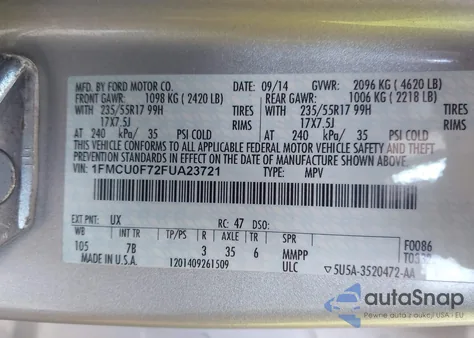 MFD. BY FORD MOTOR CO. 09/14 GVWR: 2096 KG ( 4620 LB)
FRONT GAWR: 1098 KG ( 2420 LB) REAR GAWR: 1006 KG ( 2218 LB)
WITH 235/55R17 99H TIRES WITH 235/55R17 99H TIRES
17X7.5J RIMS 17X7.5J RIMS
AT 240 kPa/ 35 PSI COLD AT 240 kPa/ 35 PSI COLD
THIS VEHICLE CONFORMS TO ALL APPLICABLE FEDERAL MOTOR VEHICLE SAFETY AND THEFT
PREVENTION STANDARDS IN EFFECT ON THE DATE OF MANUFACTURE SHOWN ABOVE.
VIN: 1FMCU0F72FUA23721 TYPE: MPV
EXT PNT: UX RC: 47 DSO:
WB INT TR TP/PS R AXLE TR SPR F0086
105 7B 3 35 6 MMPP
MADE IN U.S.A. 1201409261509 ULC 5U5A-3520472-AA
autoSnap
Pewne auta z USA i EU